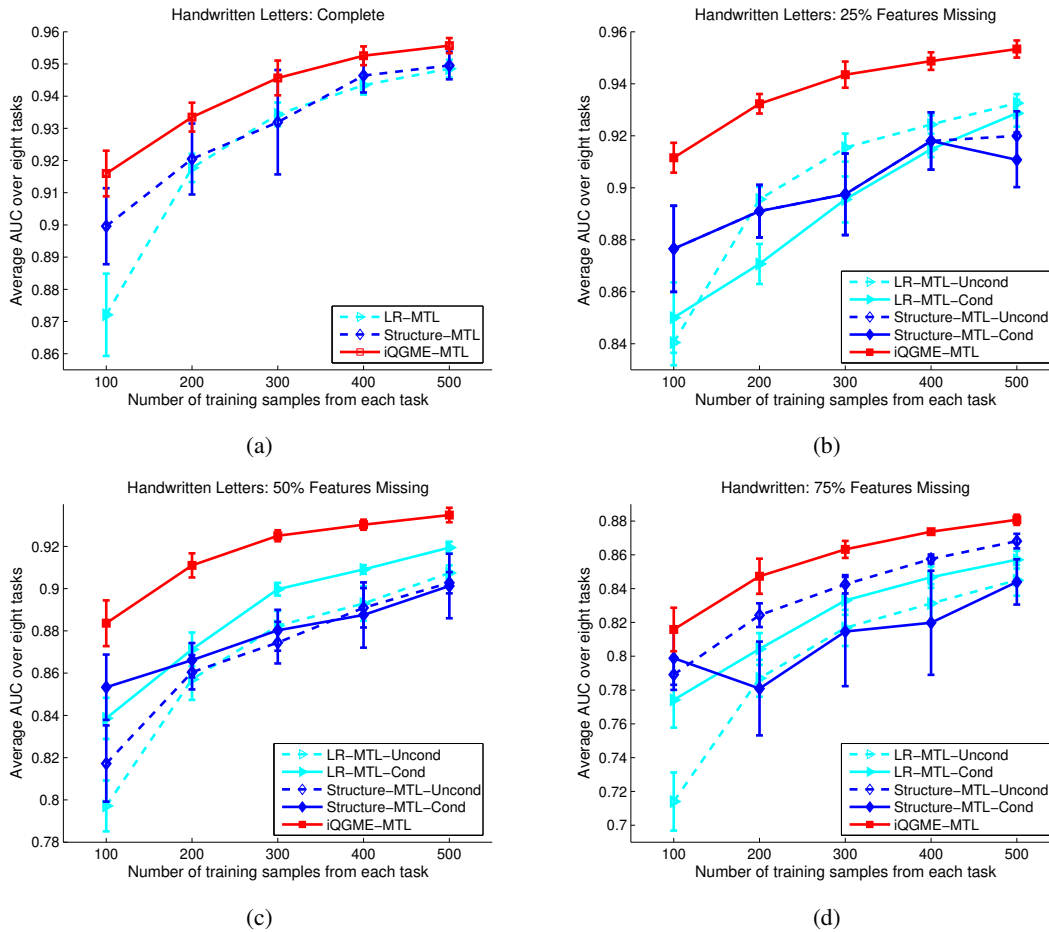 Handwritten Letters: Complete
0.96
0.95
0.94
0.93
0.92
0.91
0.9
0.89
0.88
0.87
0.86
Average AUC over eight tasks
LR−MTL
Structure−MTL
iQGME−MTL
100 200 300 400 500
Number of training samples from each task
(a)
Handwritten Letters: 25% Features Missing
0.96
0.94
0.92
0.9
0.88
0.86
0.84
Average AUC over eight tasks
LR−MTL−Uncond
LR−MTL−Cond
Structure−MTL−Uncond
Structure−MTL−Cond
iQGME−MTL
100 200 300 400 500
Number of training samples from each task
(b)
Handwritten Letters: 50% Features Missing
0.92
0.9
0.88
0.86
0.84
0.82
0.8
0.78
Average AUC over eight tasks
LR−MTL−Uncond
LR−MTL−Cond
Structure−MTL−Uncond
Structure−MTL−Cond
iQGME−MTL
100 200 300 400 500
Number of training samples from each task
(c)
Handwritten: 75% Features Missing
0.88
0.86
0.84
0.82
0.8
0.78
0.76
0.74
0.72
0.7
Average AUC over eight tasks
LR−MTL−Uncond
LR−MTL−Cond
Structure−MTL−Uncond
Structure−MTL−Cond
iQGME−MTL
100 200 300 400 500
Number of training samples from each task
(d)